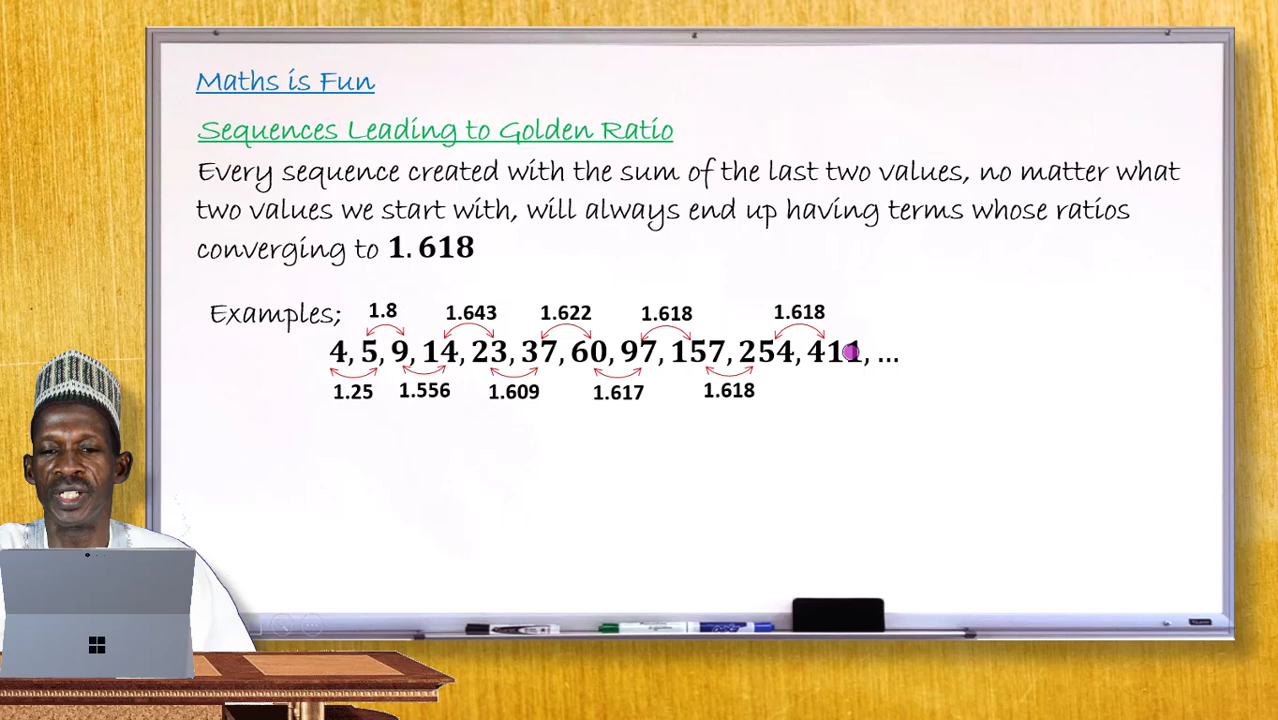 Maths is Fun
Sequences Leading to Golden Ratio
Every sequence created with the sum of the last two values, no matter what
two values we start with, will always end up having terms whose ratios
converging to 1.618
Examples;
1.8 1.643 1.622 1.618 1.618
4, 5, 9, 14, 23, 37, 60, 97, 157, 254, 411, ...
1.25 1.556 1.609 1.617 1.618